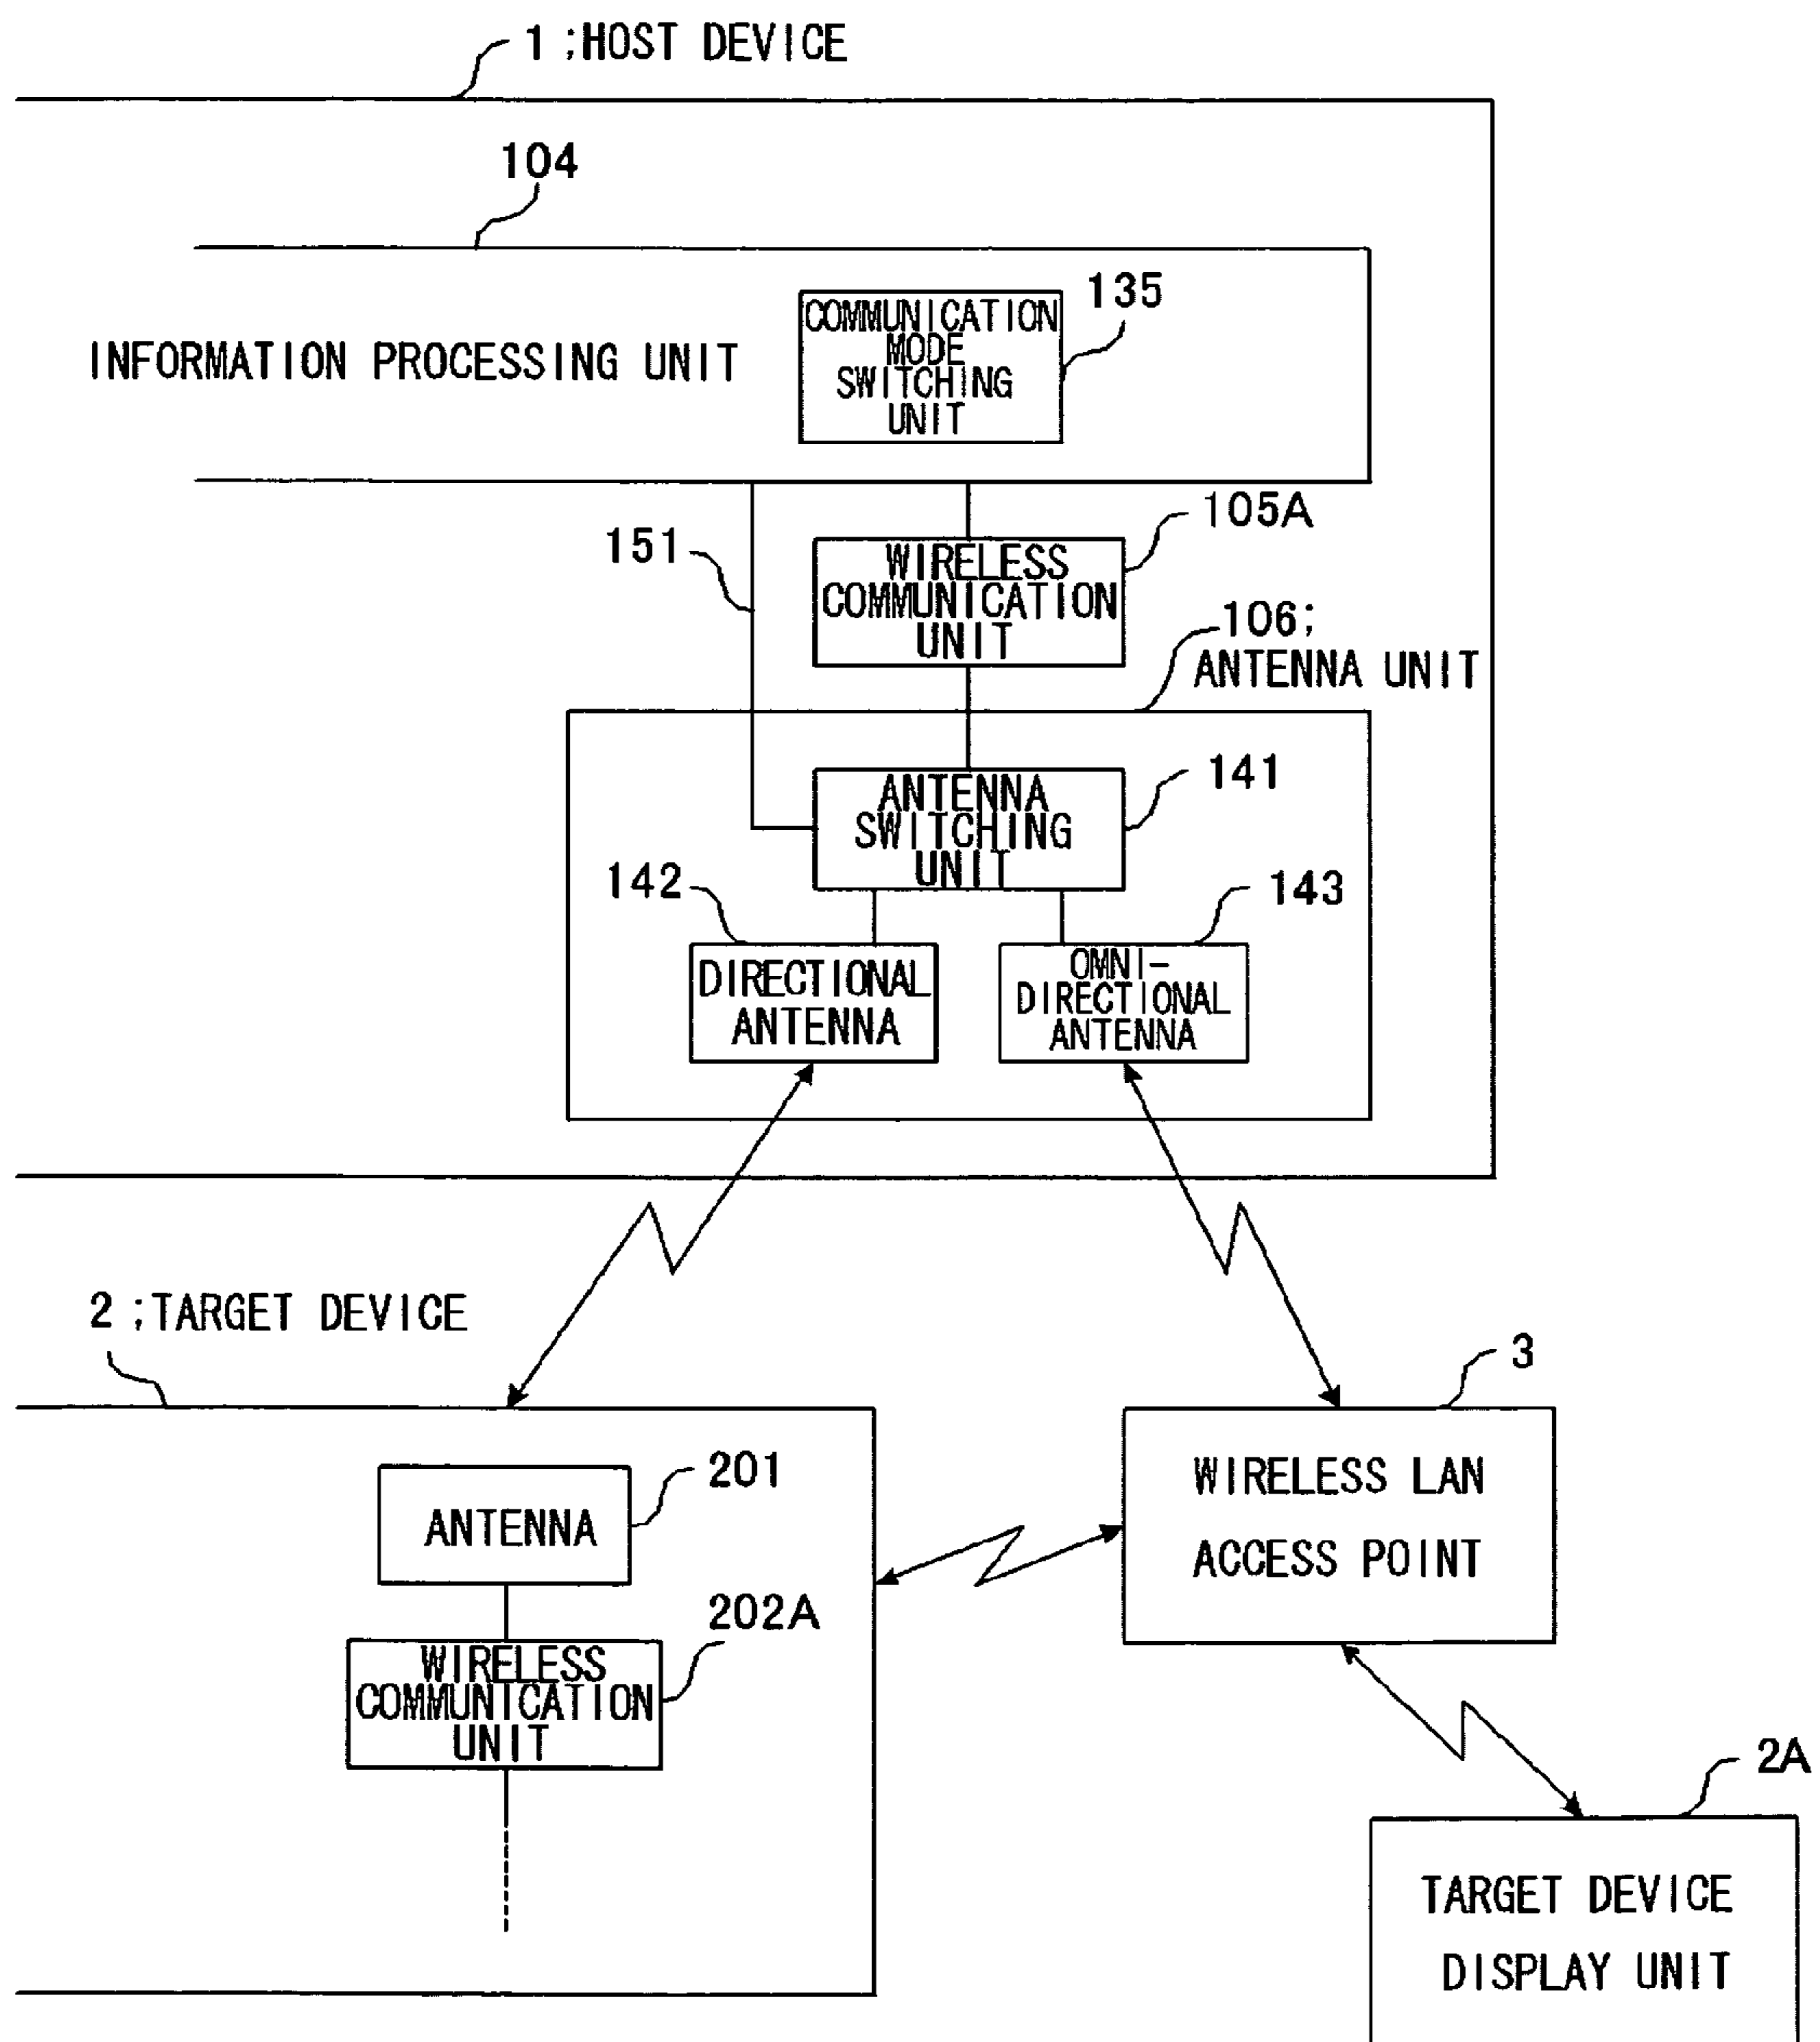 1 ;HOST DEVICE
104
COMMUNICATION
MODE
SWITCHING
UNIT
135
INFORMATION PROCESSING UNIT
105A
151
WIRELESS
COMMUNICATION
UNIT
106;
ANTENNA UNIT
ANTENNA
SWITCHING
UNIT
141
142
143
DIRECTIONAL
ANTENNA
OMNI-
DIRECTIONAL
ANTENNA
2 ;TARGET DEVICE
3
ANTENNA
201
WIRELESS LAN
ACCESS POINT
202A
WIRELESS
COMMUNICATION
UNIT
2A
TARGET DEVICE
DISPLAY UNIT